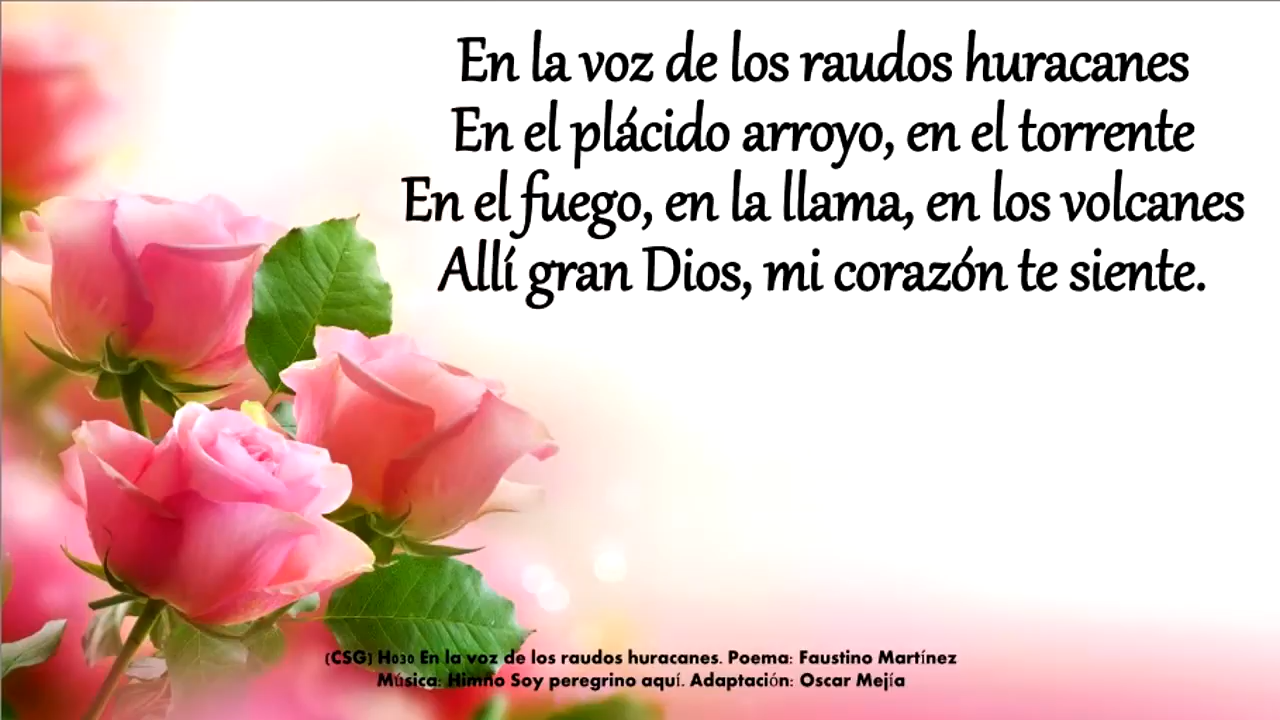 En la voz de los raudos huracanes
En el plácido arroyo, en el torrente
En el fuego, en la llama, en los volcanes
Allí gran Dios, mi corazón te siente.
(CSG) H030 En la voz de los raudos huracanes. Poema: Faustino Martínez
Música: Himno Soy peregrino aquí. Adaptación: Oscar Mejía